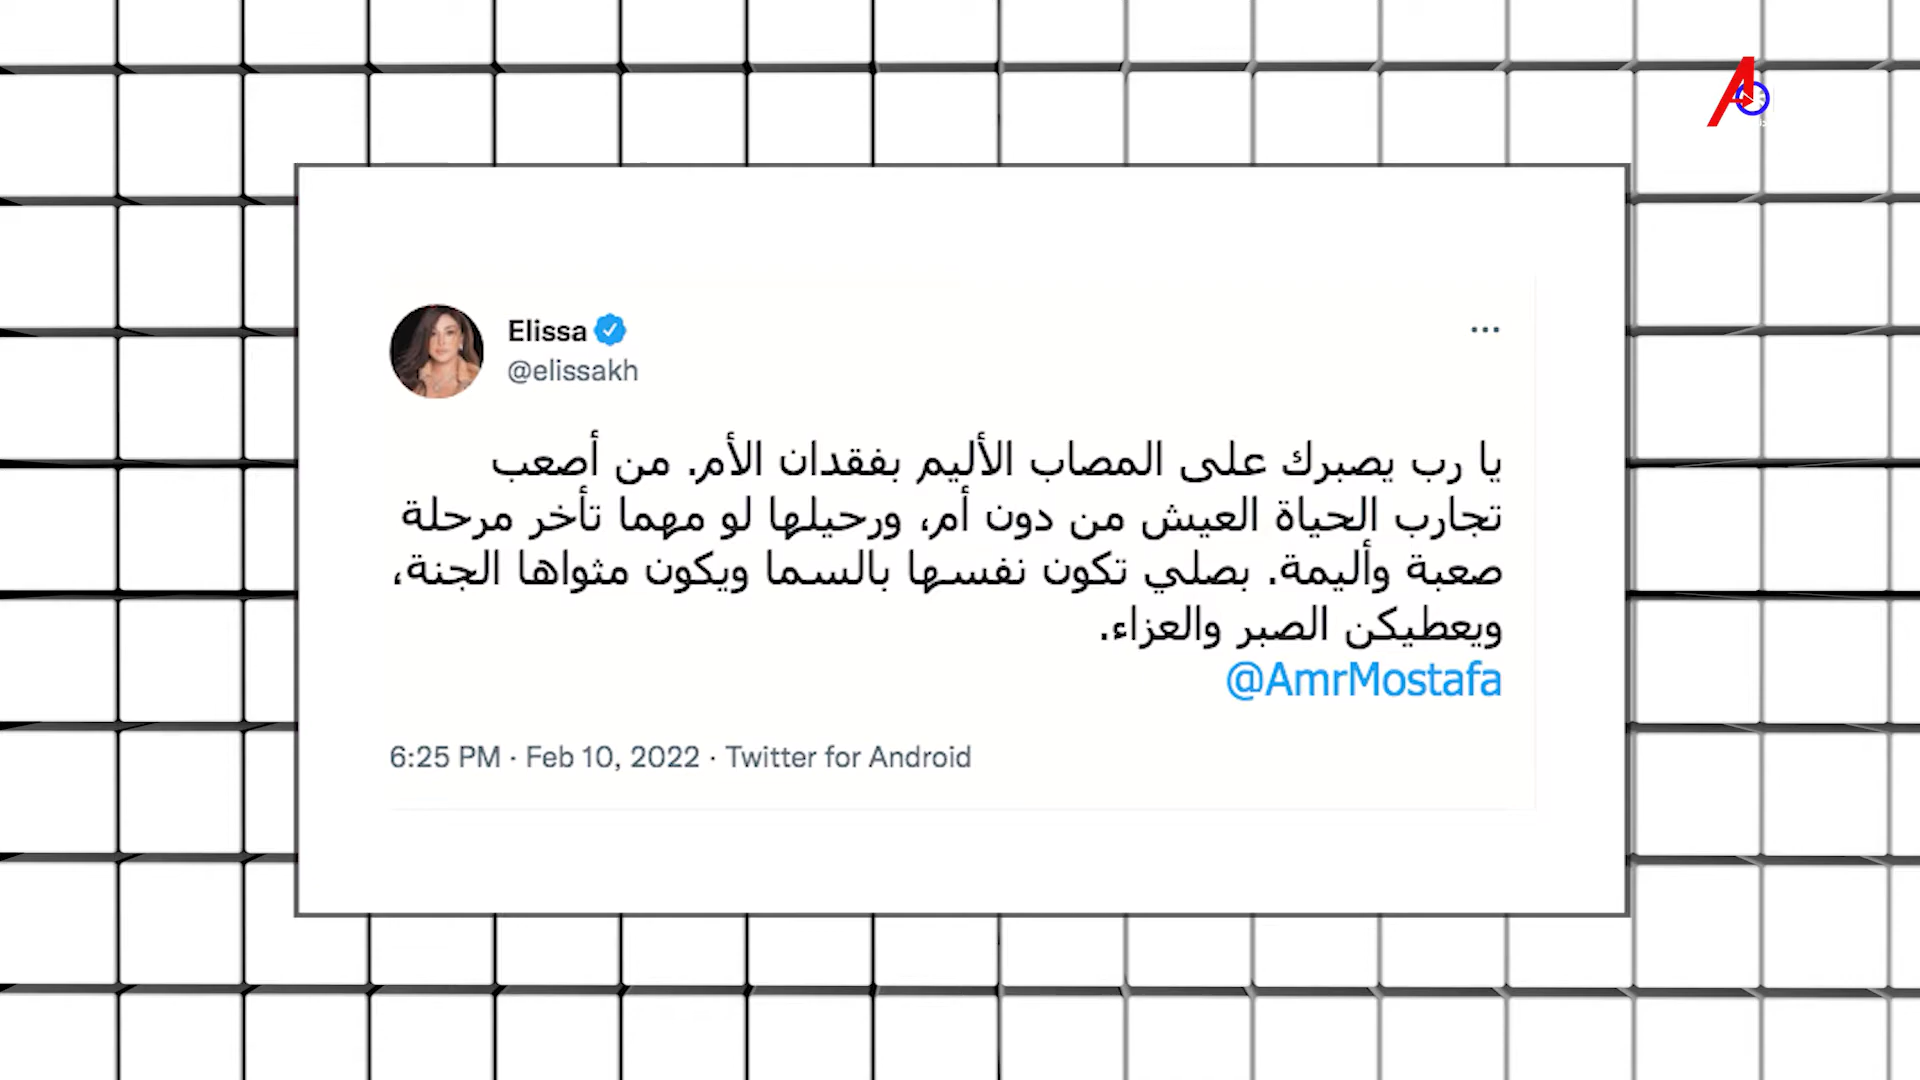 Elissa
@elissakh
يا رب يصبرك على المصاب الأليم بفقدان الأم. من أصعب
تجارب الحياة العيش من دون أم، ورحيلها لو مهما تأخر مرحلة
صعبة وأليمة. بصلي تكون نفسها بالسما ويكون مثواها الجنة،
ويعطيكن الصبر والعزاء.
@AmrMostafa
6:25 PM · Feb 10, 2022 · Twitter for Android